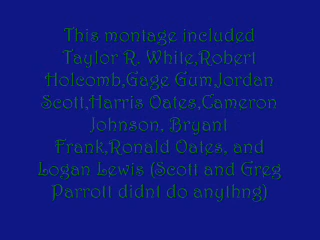 This montage included
Taylor R. White,Robert
Holcomb,Gage Gum,Jordan
Scott,Harris Oates,Cameron
Johnson, Bryant
Frank,Ronald Oates, and
Logan Lewis (Scott and Greg
Parrott didnt do anythng)